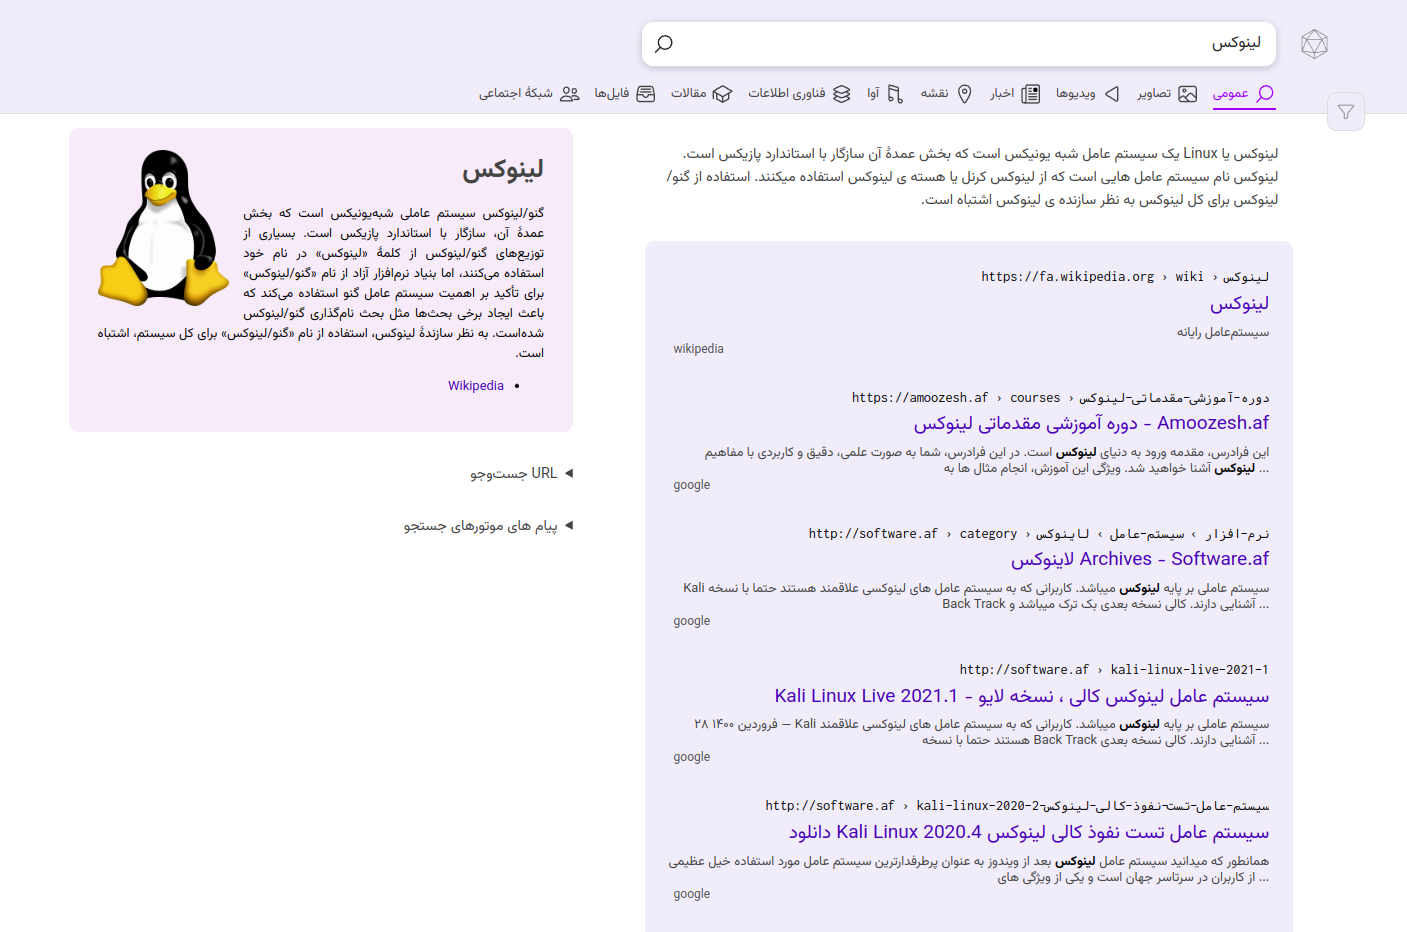 لینوکس
عمومی
تصاویر
ویدیوها
اخبار
نقشه
آوا
فناوری اطلاعات
مقالات
فایل‌ها
شبکهٔ اجتماعی
لینوکس یا Linux یک سیستم عامل شبه یونیکس است که بخش عمدهٔ آن سازگار با استاندارد پازیکس است.
لینوکس نام سیستم عامل هایی است که از لینوکس کرنل یا هسته ی لینوکس استفاده میکنند. استفاده از گنو/
لینوکس برای کل لینوکس به نظر سازنده ی لینوکس اشتباه است.
https://fa.wikipedia.org › wiki › لینوکس
لینوکس
سیستم‌عامل رایانه
wikipedia
https://amoozesh.af › courses › دوره-آموزشی-مقدماتی-لینوکس
Amoozesh.af - دوره آموزشی مقدماتی لینوکس
این فرادرس، مقدمه ورود به دنیای لینوکس است. در این فرادرس، شما به صورت علمی، دقیق و کاربردی با مفاهیم
لینوکس آشنا خواهید شد. ویژگی این آموزش، انجام مثال ها به ...
google
http://software.af › category › نرم-افزار › سیستم-عامل › لاینوکس
لاینوکس Archives - Software.af
سیستم عاملی بر پایه لینوکس میباشد. کاربرانی که به سیستم عامل های لینوکسی علاقمند هستند حتما با نسخه Kali
آشنایی دارند. کالی نسخه بعدی بک ترک میباشد و Back Track ...
google
http://software.af › kali-linux-live-2021-1
سیستم عامل لینوکس کالی ، نسخه لایو - Kali Linux Live 2021.1
۲۸ فروردین ۱۴۰۰ — Kali سیستم عاملی بر پایه لینوکس میباشد. کاربرانی که به سیستم عامل های لینوکسی علاقمند
هستند حتما با نسخه Back Track آشنایی دارند. کالی نسخه بعدی ...
google
http://software.af › kali-linux-2020-2-سیستم-عامل-تست-نفوذ-کالی-لینوکس
دانلود Kali Linux 2020.4 سیستم عامل تست نفوذ کالی لینوکس
همانطور که میدانید سیستم عامل لینوکس بعد از ویندوز به عنوان پرطرفدارترین سیستم عامل مورد استفاده خیل عظیمی
از کاربران در سرتاسر جهان است و یکی از ویژگی های ...
google
لینوکس
گنو/لینوکس سیستم عاملی شبه‌یونیکس است که بخش
عمدهٔ آن، سازگار با استاندارد پازیکس است. بسیاری از
توزیع‌های گنو/لینوکس از کلمهٔ «لینوکس» در نام خود
استفاده می‌کنند، اما بنیاد نرم‌افزار آزاد از نام «گنو/لینوکس»
برای تأکید بر اهمیت سیستم عامل گنو استفاده می‌کند که
باعث ایجاد برخی بحث‌ها مثل بحث نام‌گذاری گنو/لینوکس
شده‌است. به نظر سازندهٔ لینوکس، استفاده از نام «گنو/لینوکس» برای کل سیستم، اشتباه
است.
Wikipedia
URL جست‌وجو
پیام های موتورهای جستجو